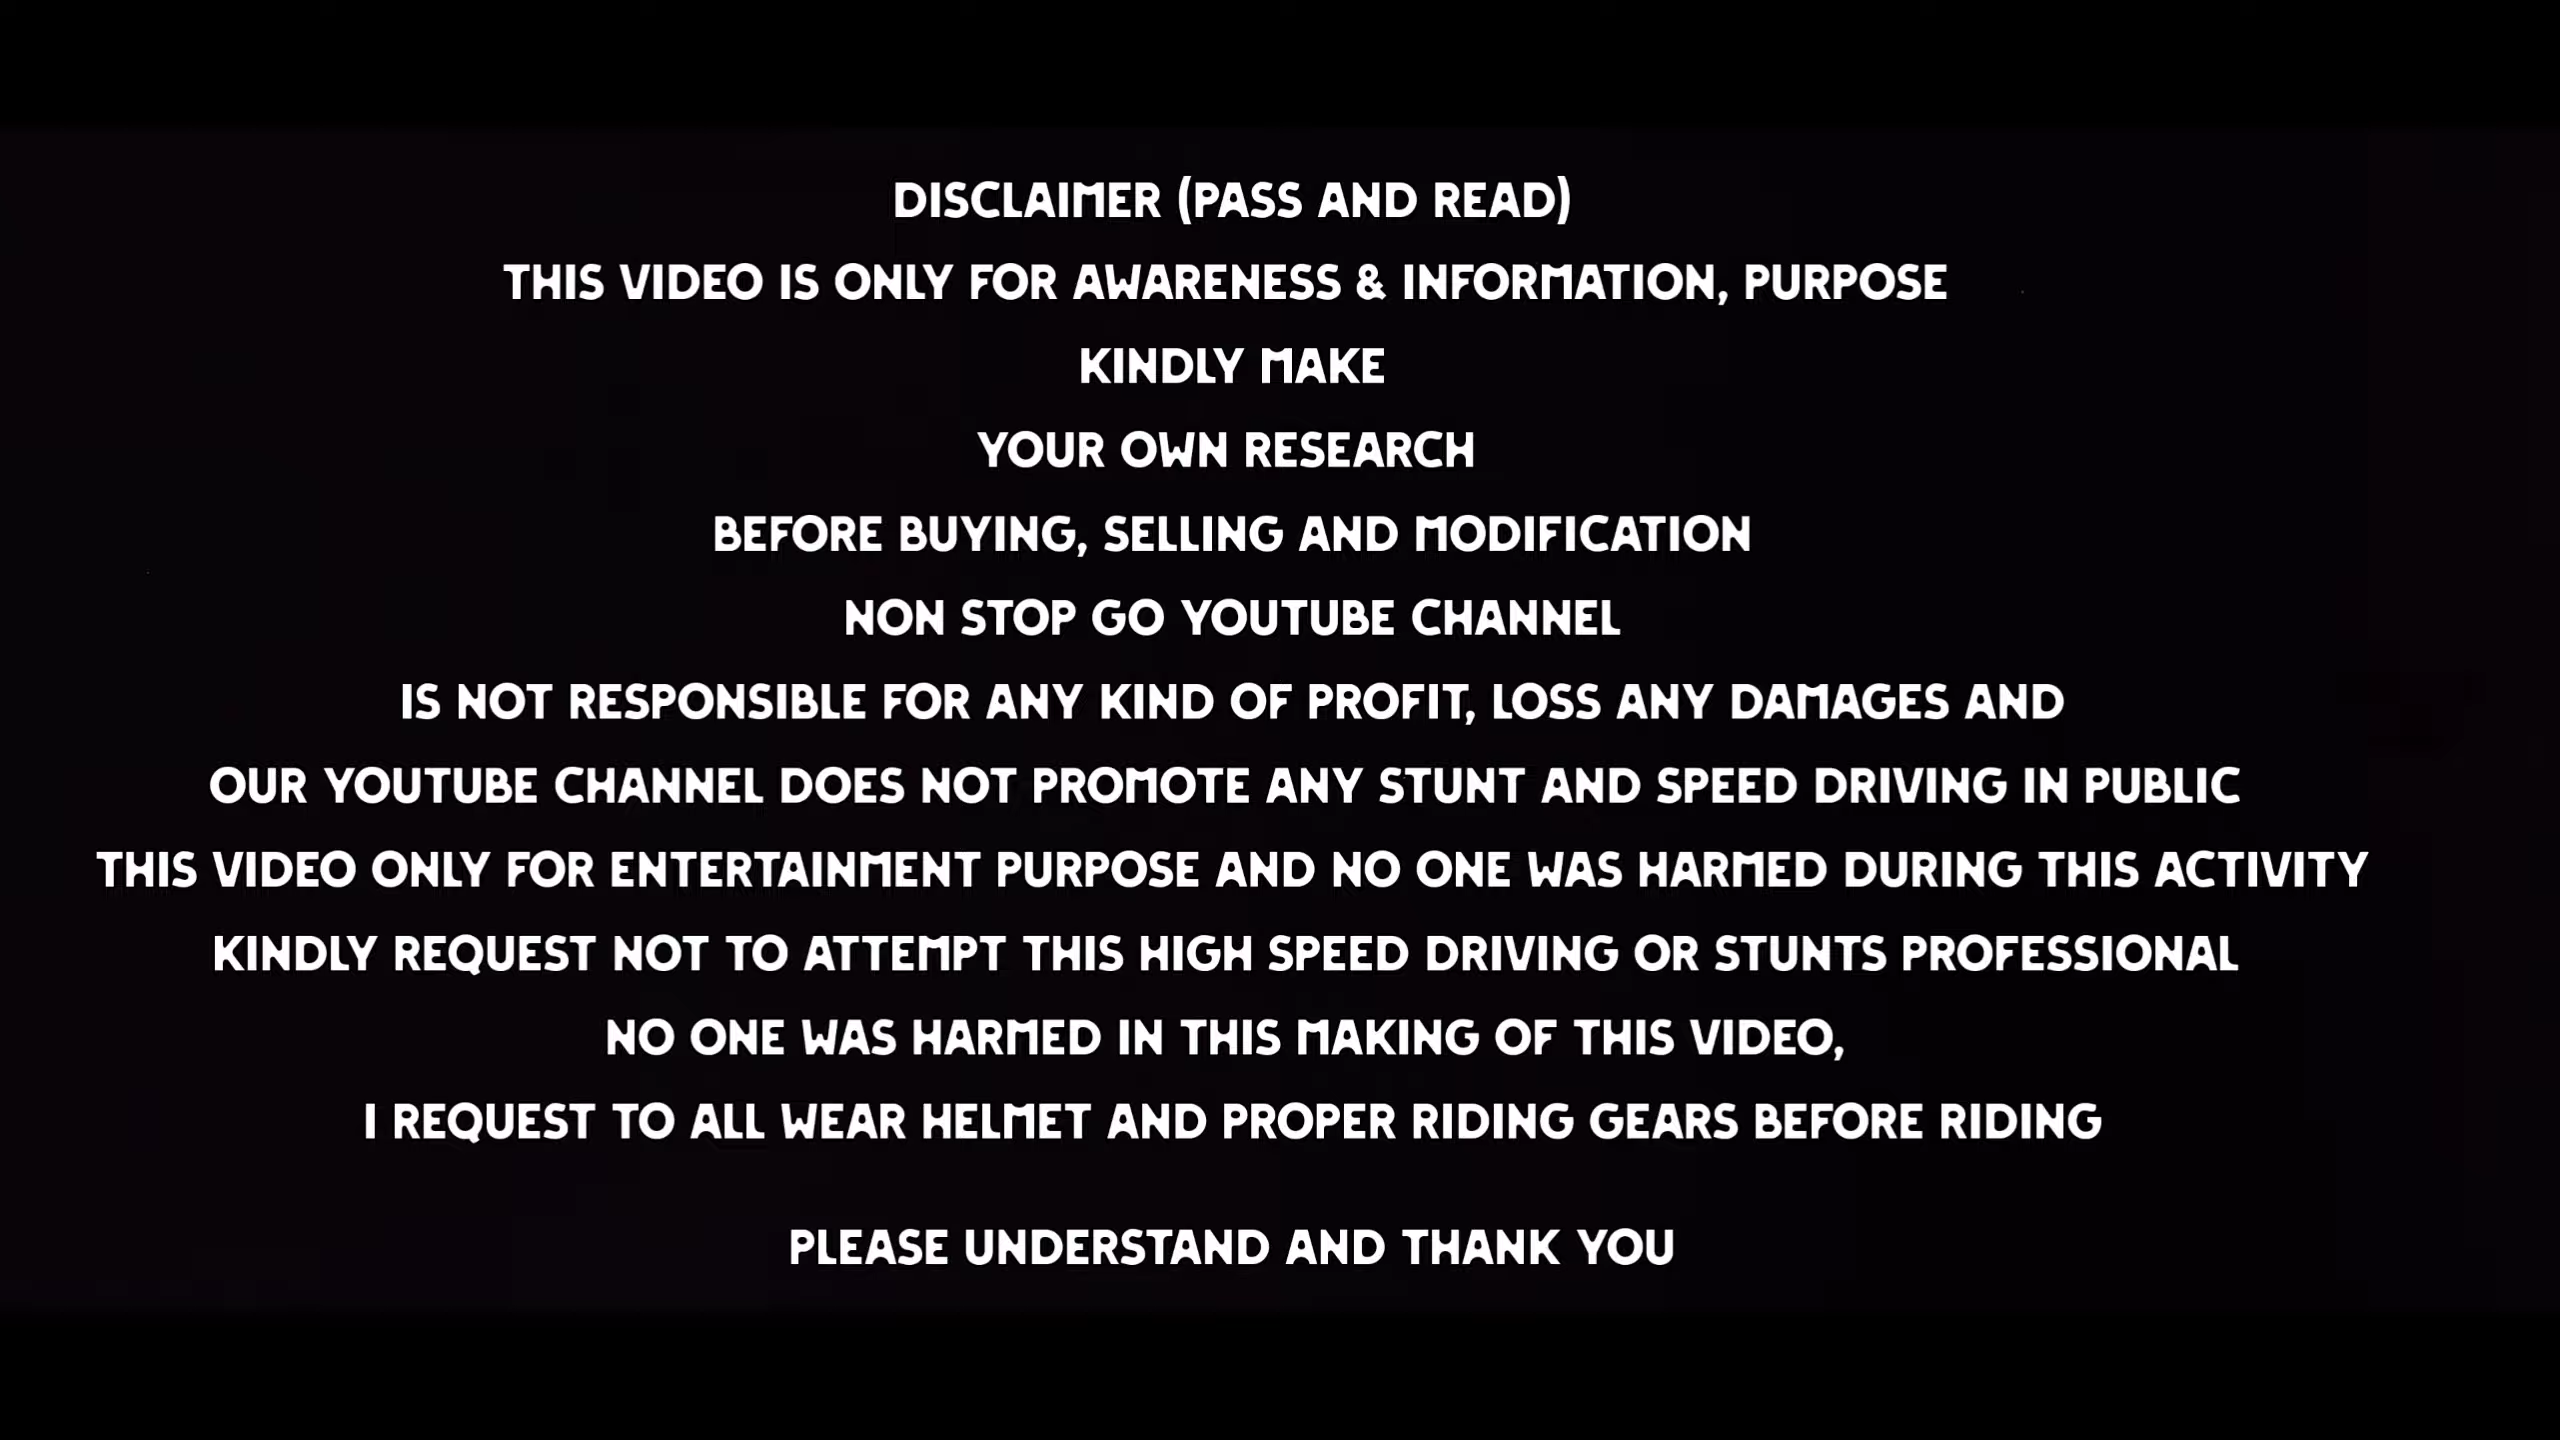 DISCLAIMER (PASS AND READ)
THIS VIDEO IS ONLY FOR AWARENESS & INFORMATION, PURPOSE
KINDLY MAKE
YOUR OWN RESEARCH
BEFORE BUYING, SELLING AND MODIFICATION
NON STOP GO YOUTUBE CHANNEL
IS NOT RESPONSIBLE FOR ANY KIND OF PROFIT, LOSS ANY DAMAGES AND
OUR YOUTUBE CHANNEL DOES NOT PROMOTE ANY STUNT AND SPEED DRIVING IN PUBLIC
THIS VIDEO ONLY FOR ENTERTAINMENT PURPOSE AND NO ONE WAS HARMED DURING THIS ACTIVITY
KINDLY REQUEST NOT TO ATTEMPT THIS HIGH SPEED DRIVING OR STUNTS PROFESSIONAL
NO ONE WAS HARMED IN THIS MAKING OF THIS VIDEO,
I REQUEST TO ALL WEAR HELMET AND PROPER RIDING GEARS BEFORE RIDING
PLEASE UNDERSTAND AND THANK YOU